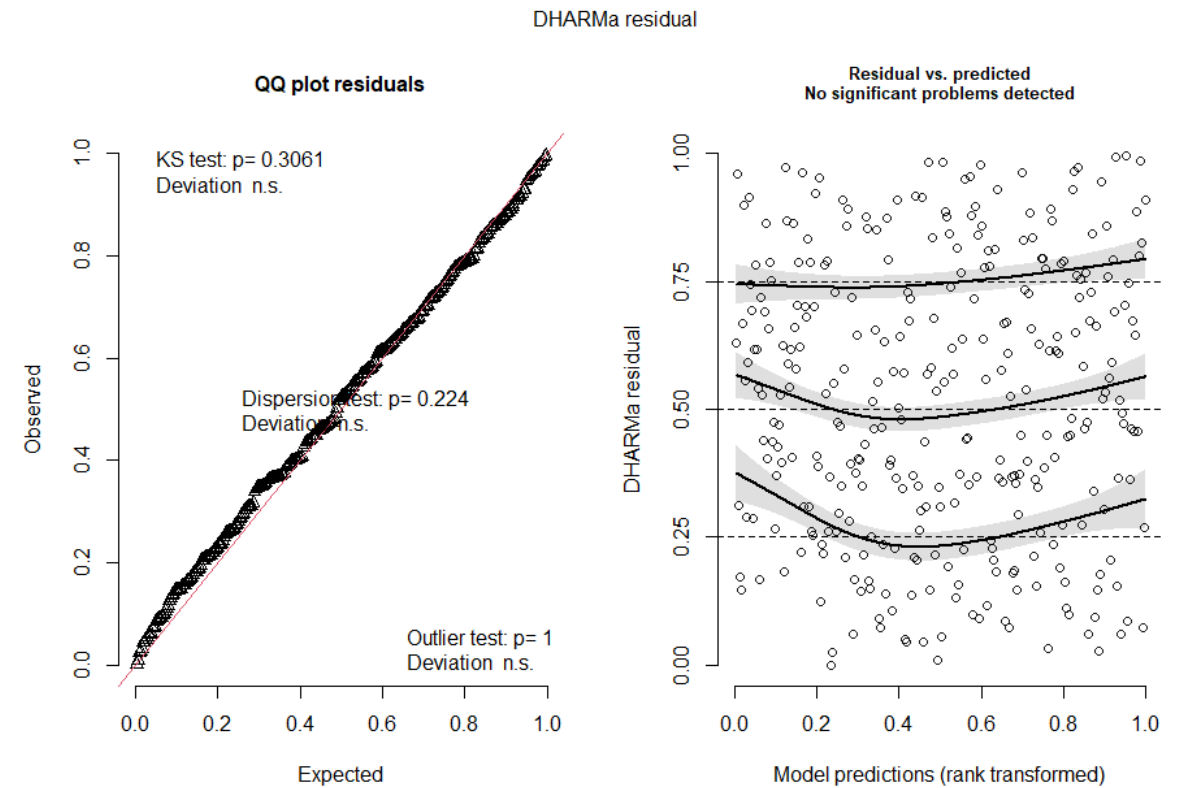 DHARMa residual
QQ plot residuals
KS test: p= 0.3061
Deviation n.s.
Dispersion test: p= 0.224
Deviation n.s.
Outlier test: p= 1
Deviation n.s.
Observed
0.0
0.2
0.4
0.6
0.8
1.0
0.0 0.2 0.4 0.6 0.8 1.0
Expected
Residual vs. predicted
No significant problems detected
DHARMa residual
0.00
0.25
0.50
0.75
1.00
0.0 0.2 0.4 0.6 0.8 1.0
Model predictions (rank transformed)